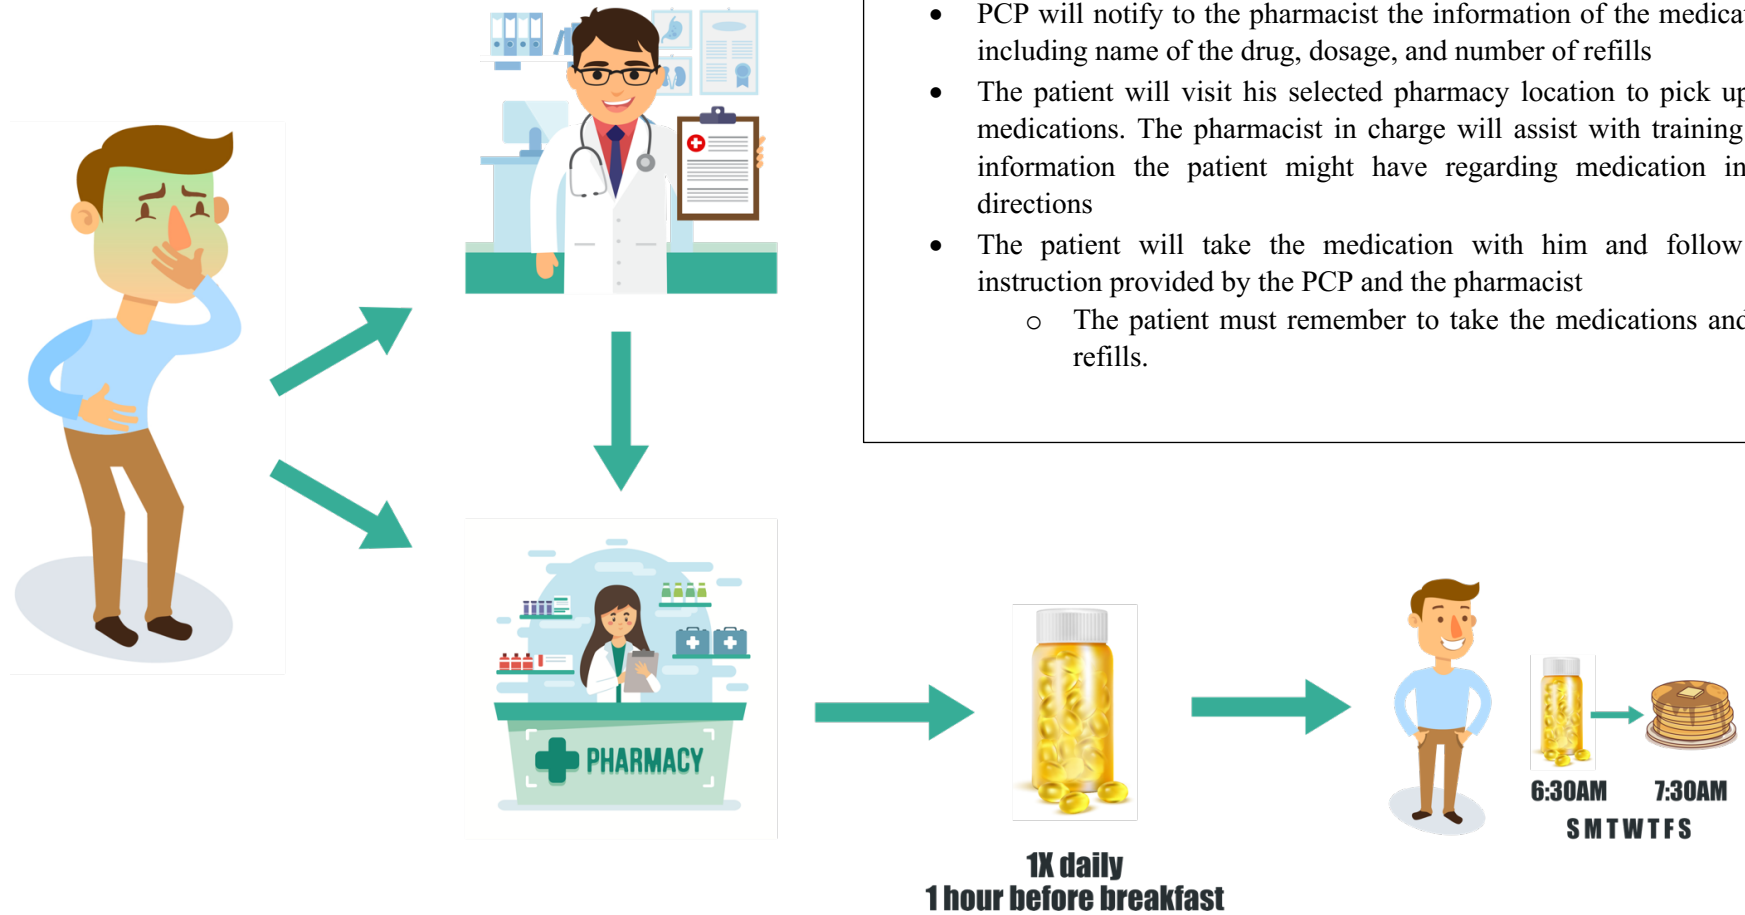 • PCP will notify to the pharmacist the information of the medicat
including name of the drug, dosage, and number of refills
• The patient will visit his selected pharmacy location to pick up
medications. The pharmacist in charge will assist with training
information the patient might have regarding medication in
directions
• The patient will take the medication with him and follow
instruction provided by the PCP and the pharmacist
o The patient must remember to take the medications and
refills.
PHARMACY
1X daily
1 hour before breakfast
6:30AM 7:30AM
S M T W T F S